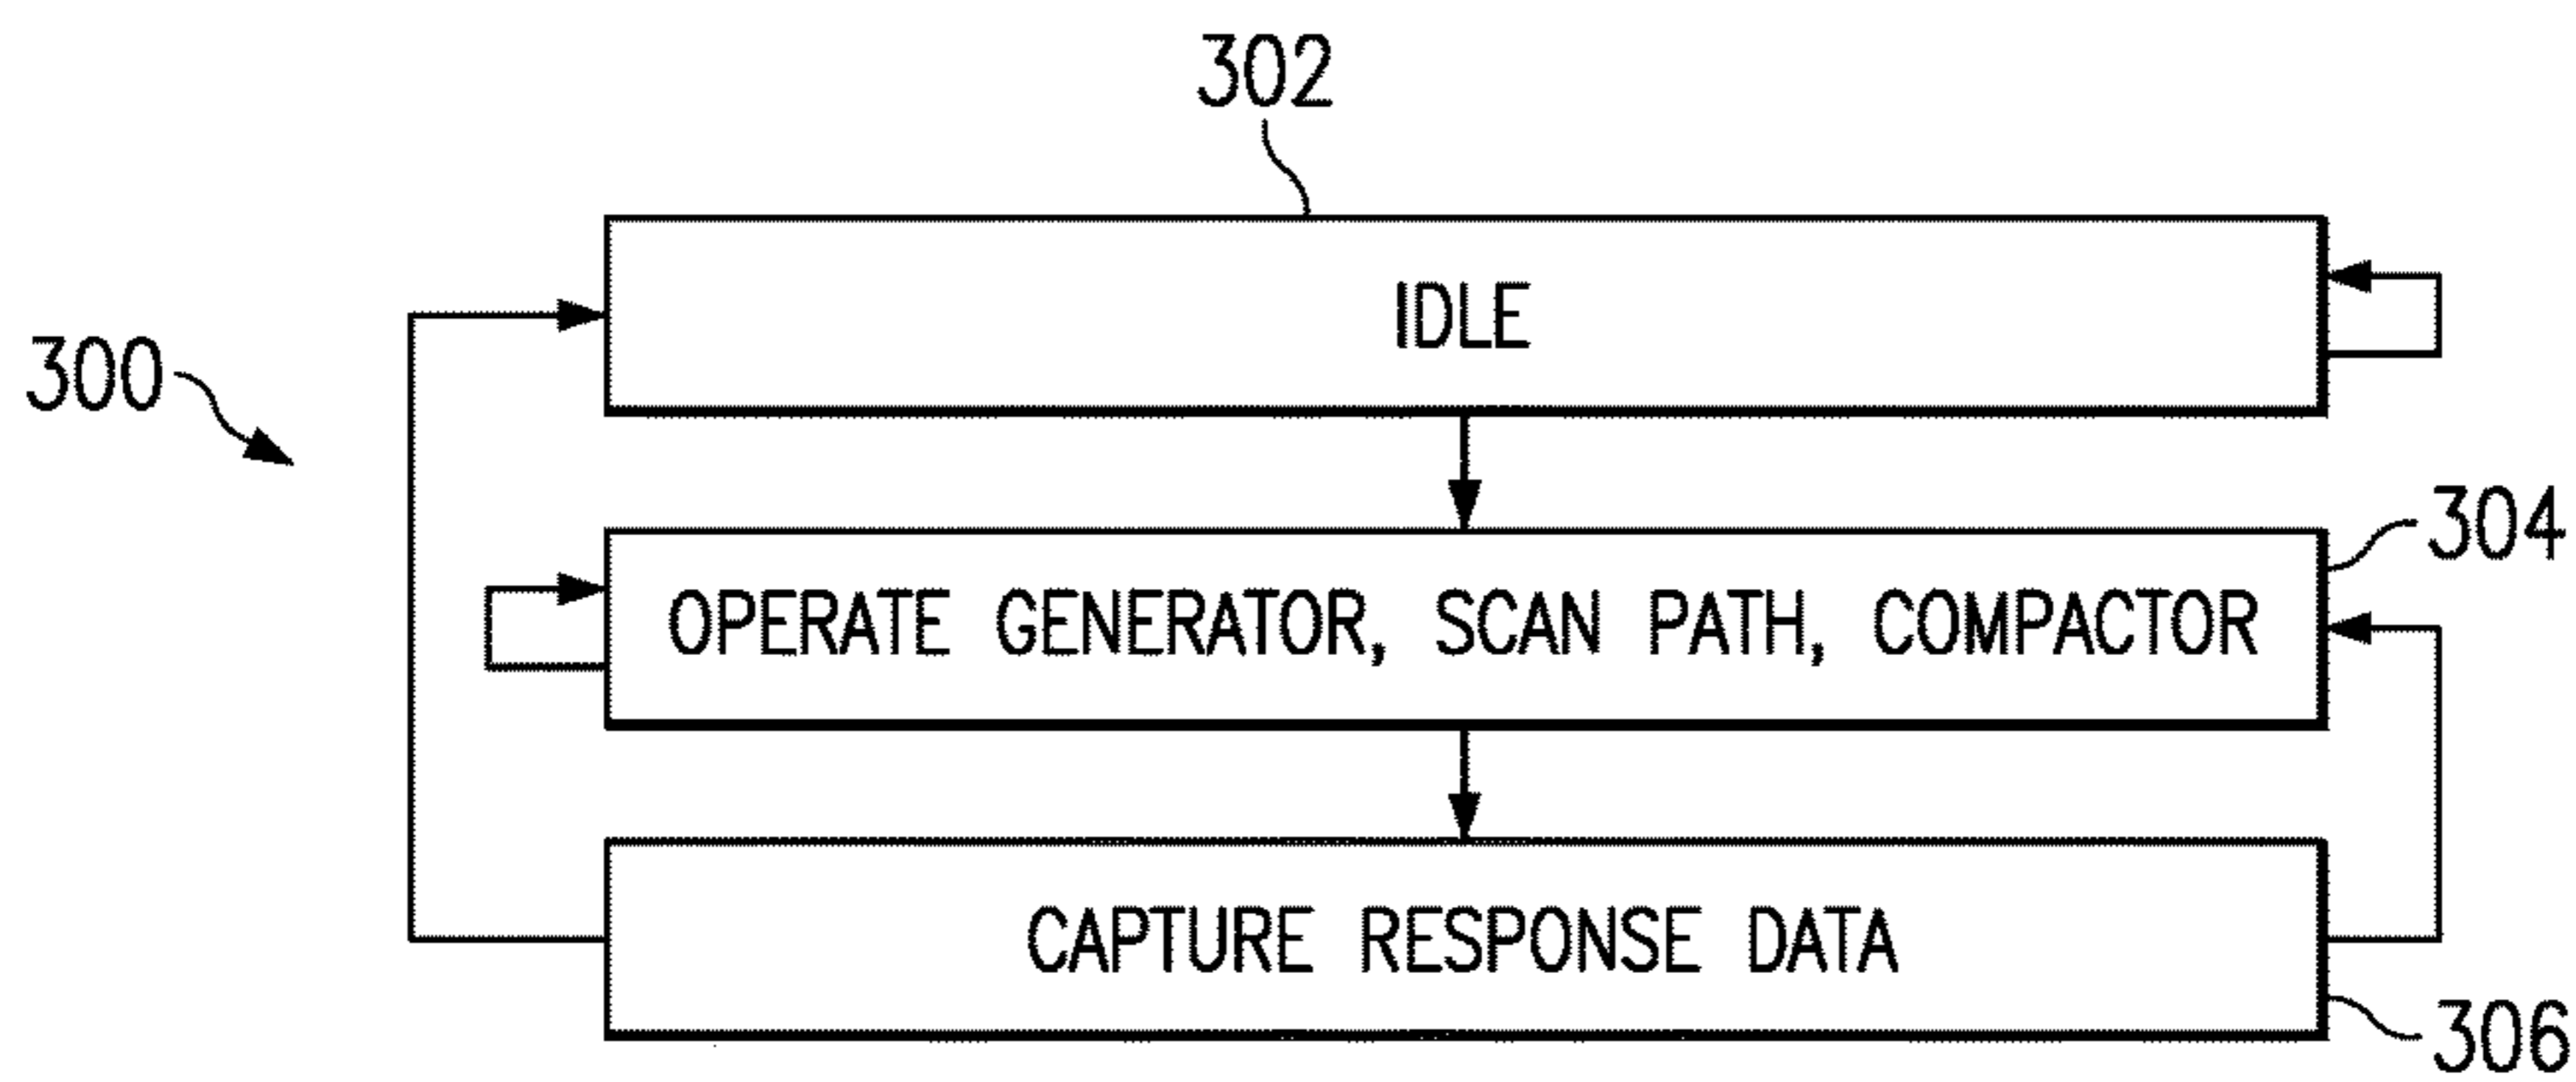 302
IDLE
300
304
OPERATE GENERATOR, SCAN PATH, COMPACTOR
CAPTURE RESPONSE DATA
306